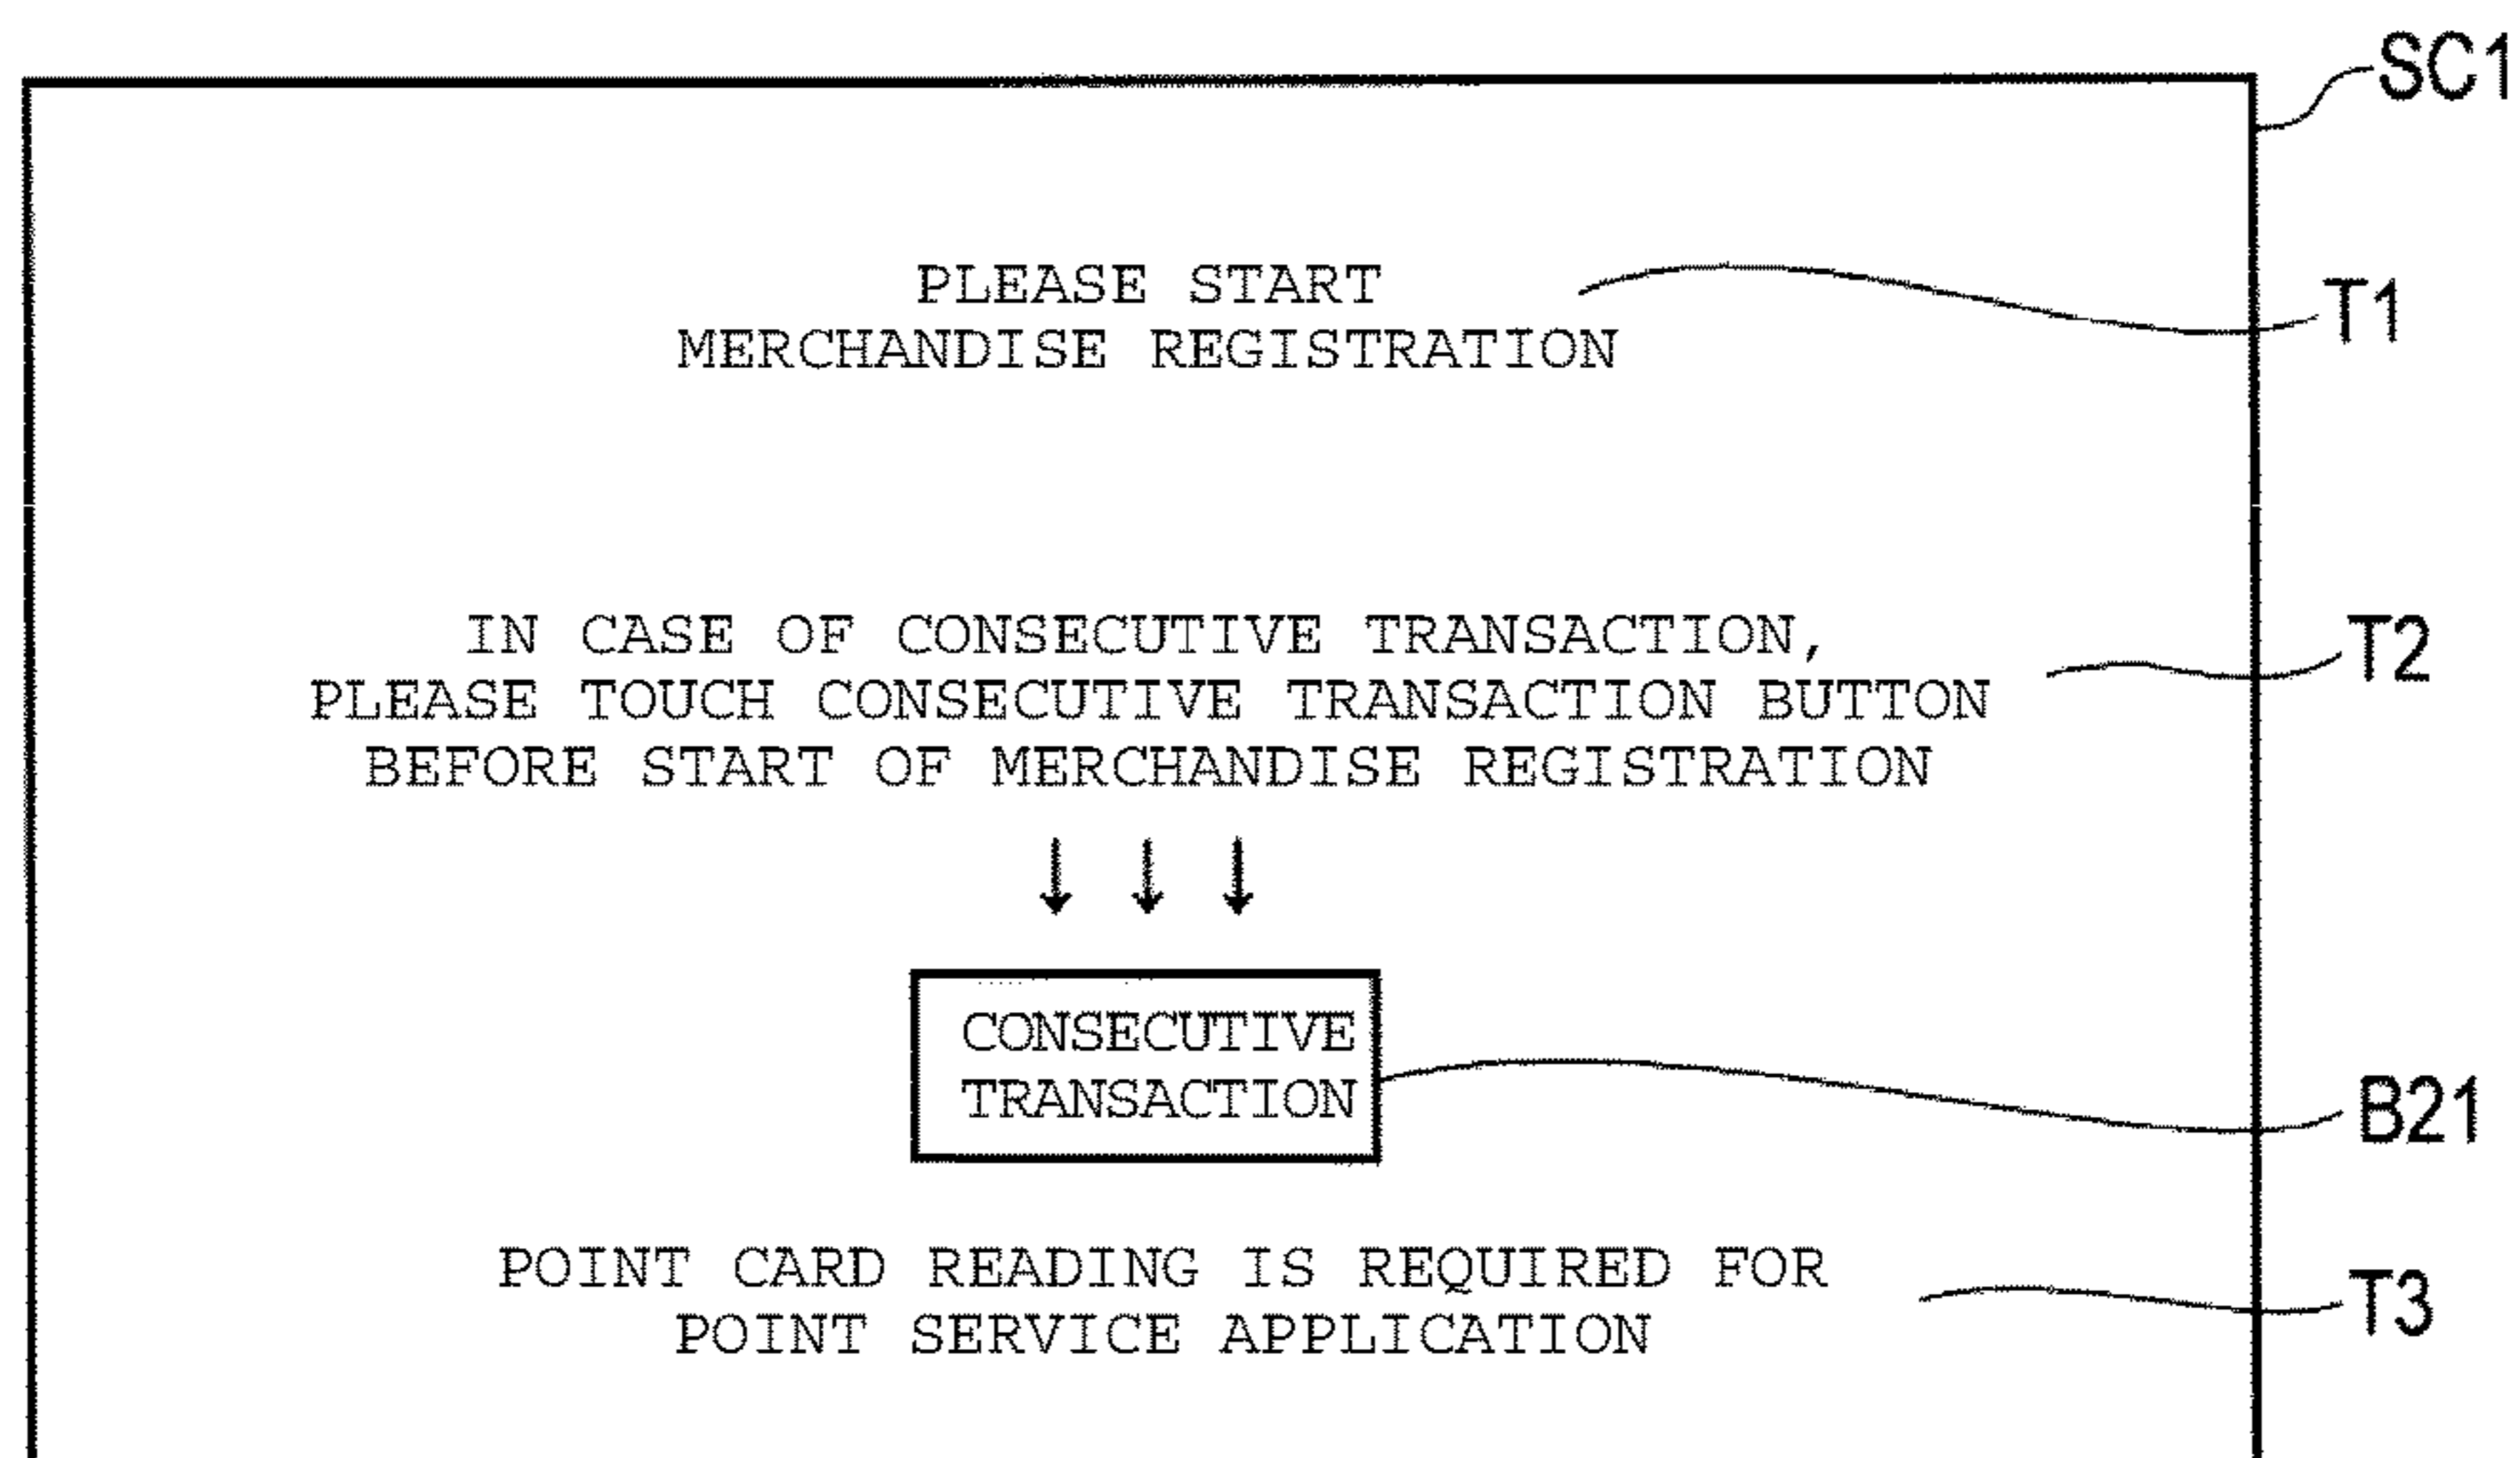 SC1
PLEASE START
MERCHANDISE REGISTRATION
T1
IN CASE OF CONSECUTIVE TRANSACTION,
PLEASE TOUCH CONSECUTIVE TRANSACTION BUTTON
BEFORE START OF MERCHANDISE REGISTRATION
T2
↓ ↓ ↓
CONSECUTIVE
TRANSACTION
B21
POINT CARD READING IS REQUIRED FOR
POINT SERVICE APPLICATION
T3